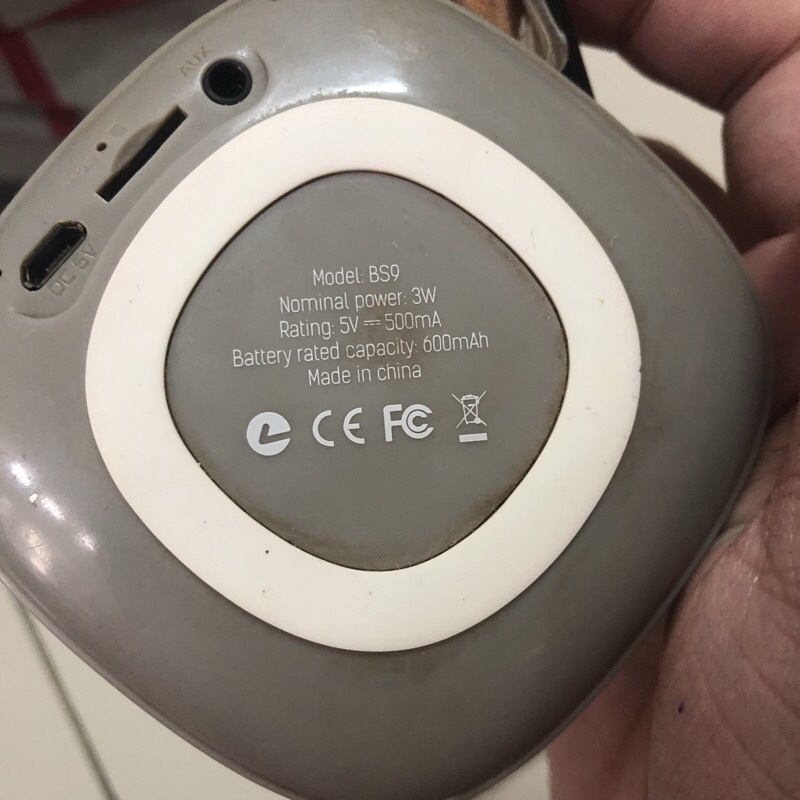 AUX
DC 5V
Model: BS9
Nominal power: 3W
Rating: 5V ⎓ 500mA
Battery rated capacity: 600mAh
Made in china
CE FC